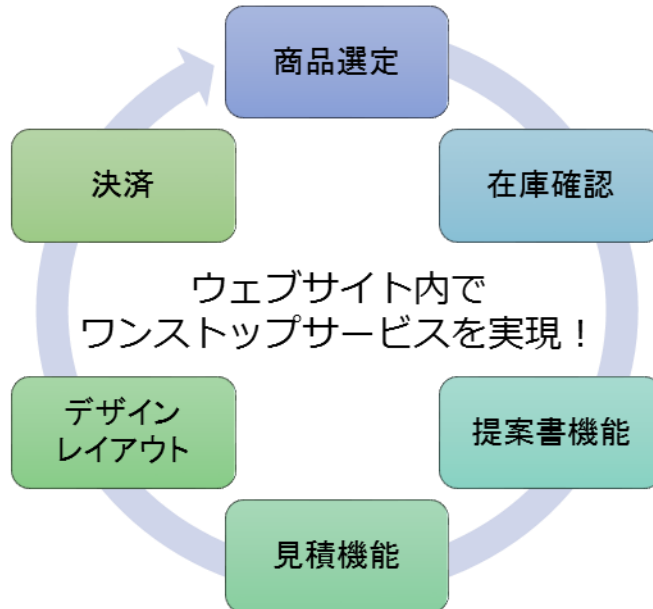 商品選定
在庫確認
提案書機能
見積機能
デザイン
レイアウト
決済
ウェブサイト内で
ワンストップサービスを実現！